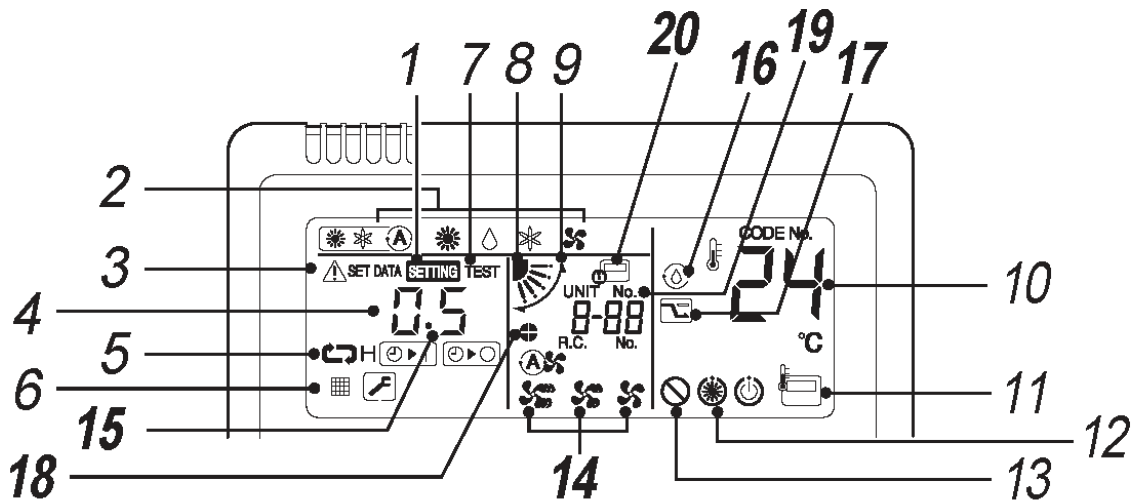 1 7 8 9 20 16 19 17
2
CODE No.
A
3 SET DATA SETTING TEST
24 10
UNIT No.
4 0.5 8-88
R.C. No.
°C
5 H
A
6
11
15
12
18 14 13